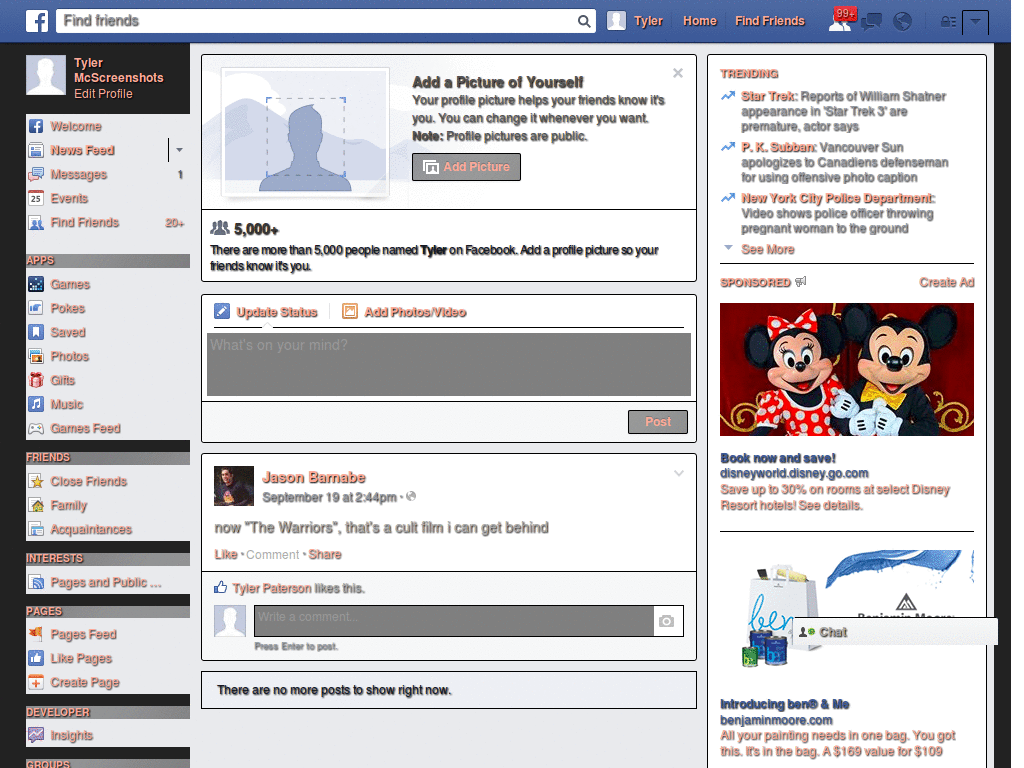 Find friends
Tyler
Home
Find Friends
99+
Tyler
McScreenshots
Edit Profile
Welcome
News Feed
Messages 1
Events
Find Friends 20+
APPS
Games
Pokes
Saved
Photos
Gifts
Music
Games Feed
FRIENDS
Close Friends
Family
Acquaintances
INTERESTS
Pages and Public ...
PAGES
Pages Feed
Like Pages
Create Page
DEVELOPER
Insights
GROUPS
Add a Picture of Yourself
Your profile picture helps your friends know it's
you. You can change it whenever you want.
Note: Profile pictures are public.
Add Picture
5,000+
There are more than 5,000 people named Tyler on Facebook. Add a profile picture so your
friends know it's you.
Update Status
Add Photos/Video
What's on your mind?
Post
Jason Barnabe
September 19 at 2:44pm ·
now "The Warriors", that's a cult film i can get behind
Like · Comment · Share
Tyler Paterson likes this.
Write a comment...
Press Enter to post.
There are no more posts to show right now.
TRENDING
Star Trek: Reports of William Shatner
appearance in 'Star Trek 3' are
premature, actor says
P. K. Subban: Vancouver Sun
apologizes to Canadiens defenseman
for using offensive photo caption
New York City Police Department:
Video shows police officer throwing
pregnant woman to the ground
See More
SPONSORED
Create Ad
Book now and save!
disneyworld.disney.go.com
Save up to 30% on rooms at select Disney
Resort hotels! See details.
ben
Benjamin Moore
Chat
Introducing ben® & Me
benjaminmoore.com
All your painting needs in one bag. You got
this. It's in the bag. A $169 value for $109